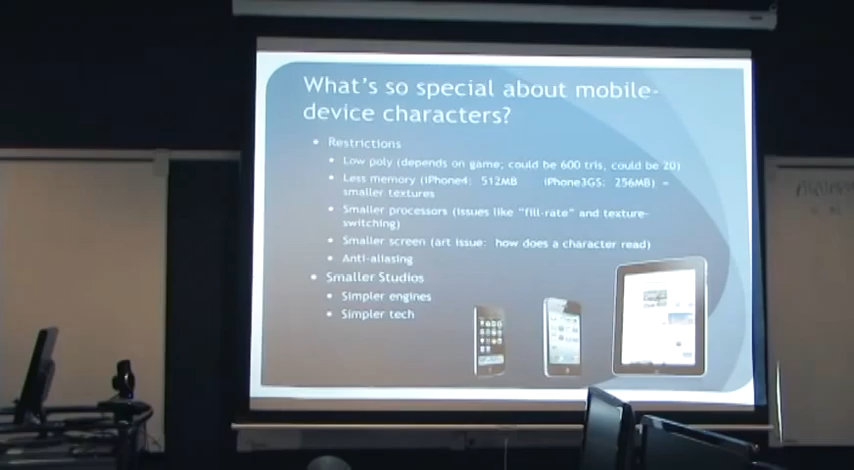 What's so special about mobile-
device characters?
• Restrictions
• Low poly (depends on game; could be 600 tris, could be 20)
• Less memory (iPhone4: 512MB iPhone3GS: 256MB) =
smaller textures
• Smaller processors (issues like "fill-rate" and texture-
switching)
• Smaller screen (art issue: how does a character read)
• Anti-aliasing
• Smaller Studios
• Simpler engines
• Simpler tech